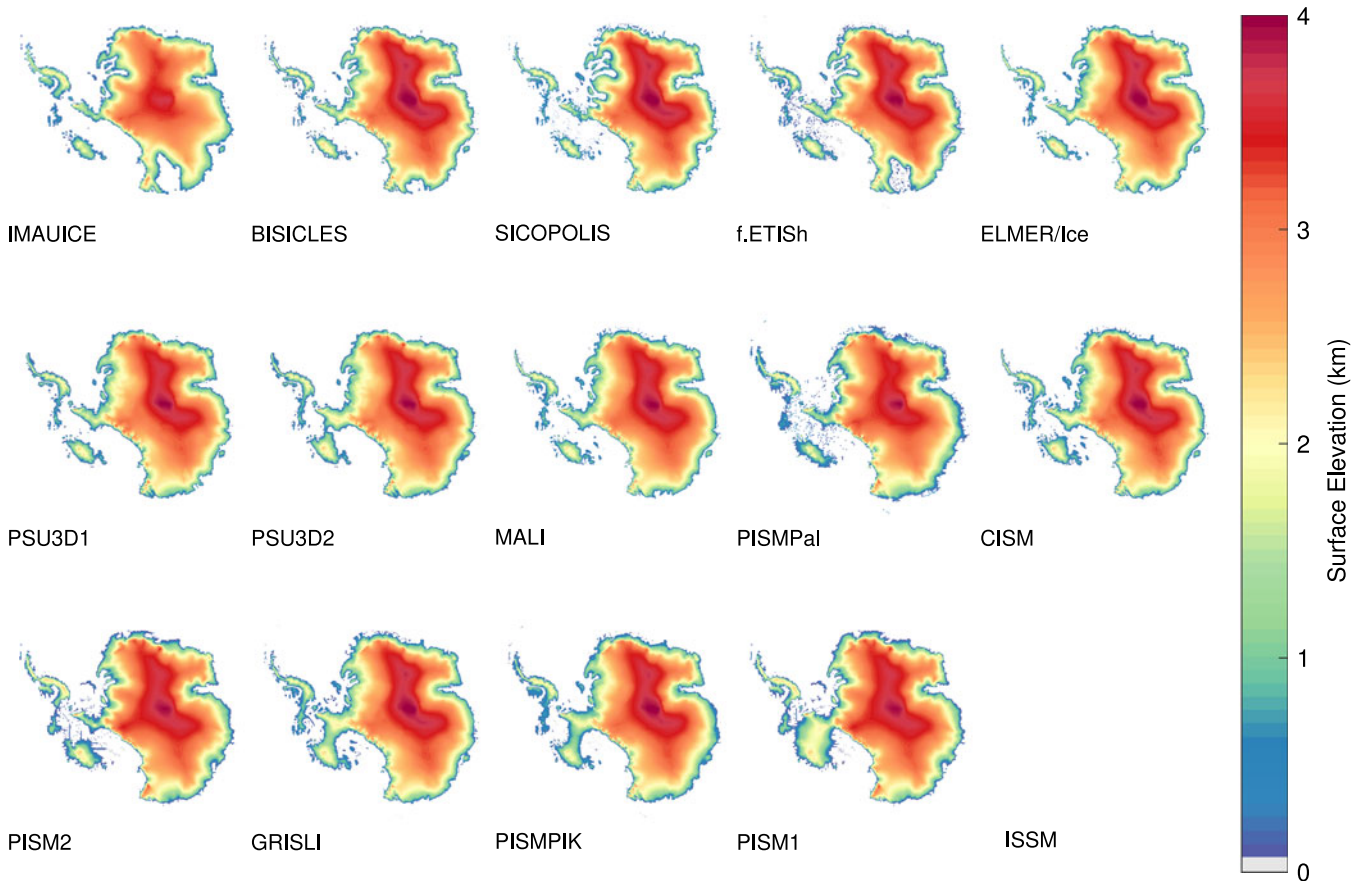 IMAUICE BISICLES SICOPOLIS f.ETISh ELMER/Ice
PSU3D1 PSU3D2 MALI PISMPal CISM
PISM2 GRISLI PISMPIK PISM1 ISSM
4
3
2
1
0
Surface Elevation (km)